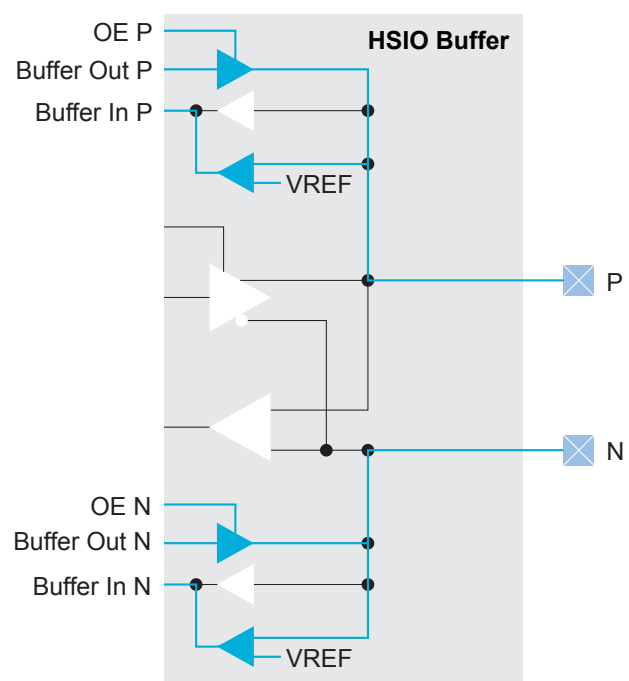 OE P
HSIO Buffer
Buffer Out P
Buffer In P
VREF
P
N
OE N
Buffer Out N
Buffer In N
VREF